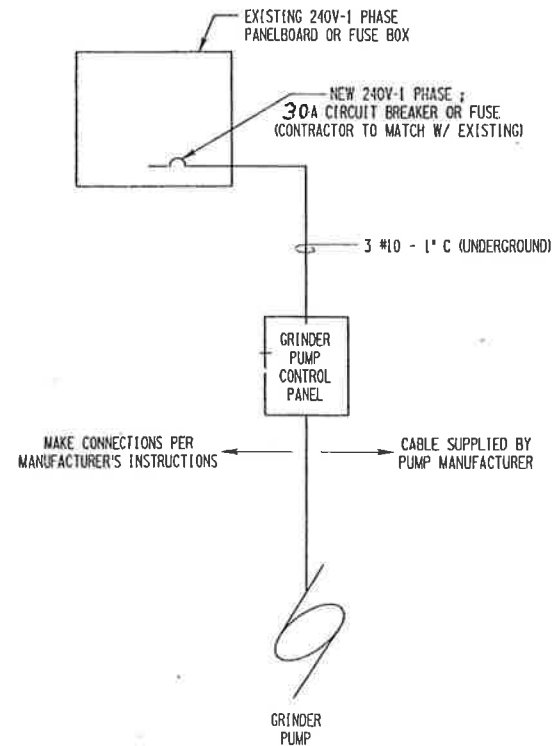 EXISTING 240V-1 PHASE
PANELBOARD OR FUSE BOX
NEW 240V-1 PHASE ;
30A CIRCUIT BREAKER OR FUSE
(CONTRACTOR TO MATCH W/ EXISTING)
3 #10 - 1" C (UNDERGROUND)
GRINDER
PUMP
CONTROL
PANEL
MAKE CONNECTIONS PER
MANUFACTURER'S INSTRUCTIONS
CABLE SUPPLIED BY
PUMP MANUFACTURER
GRINDER
PUMP